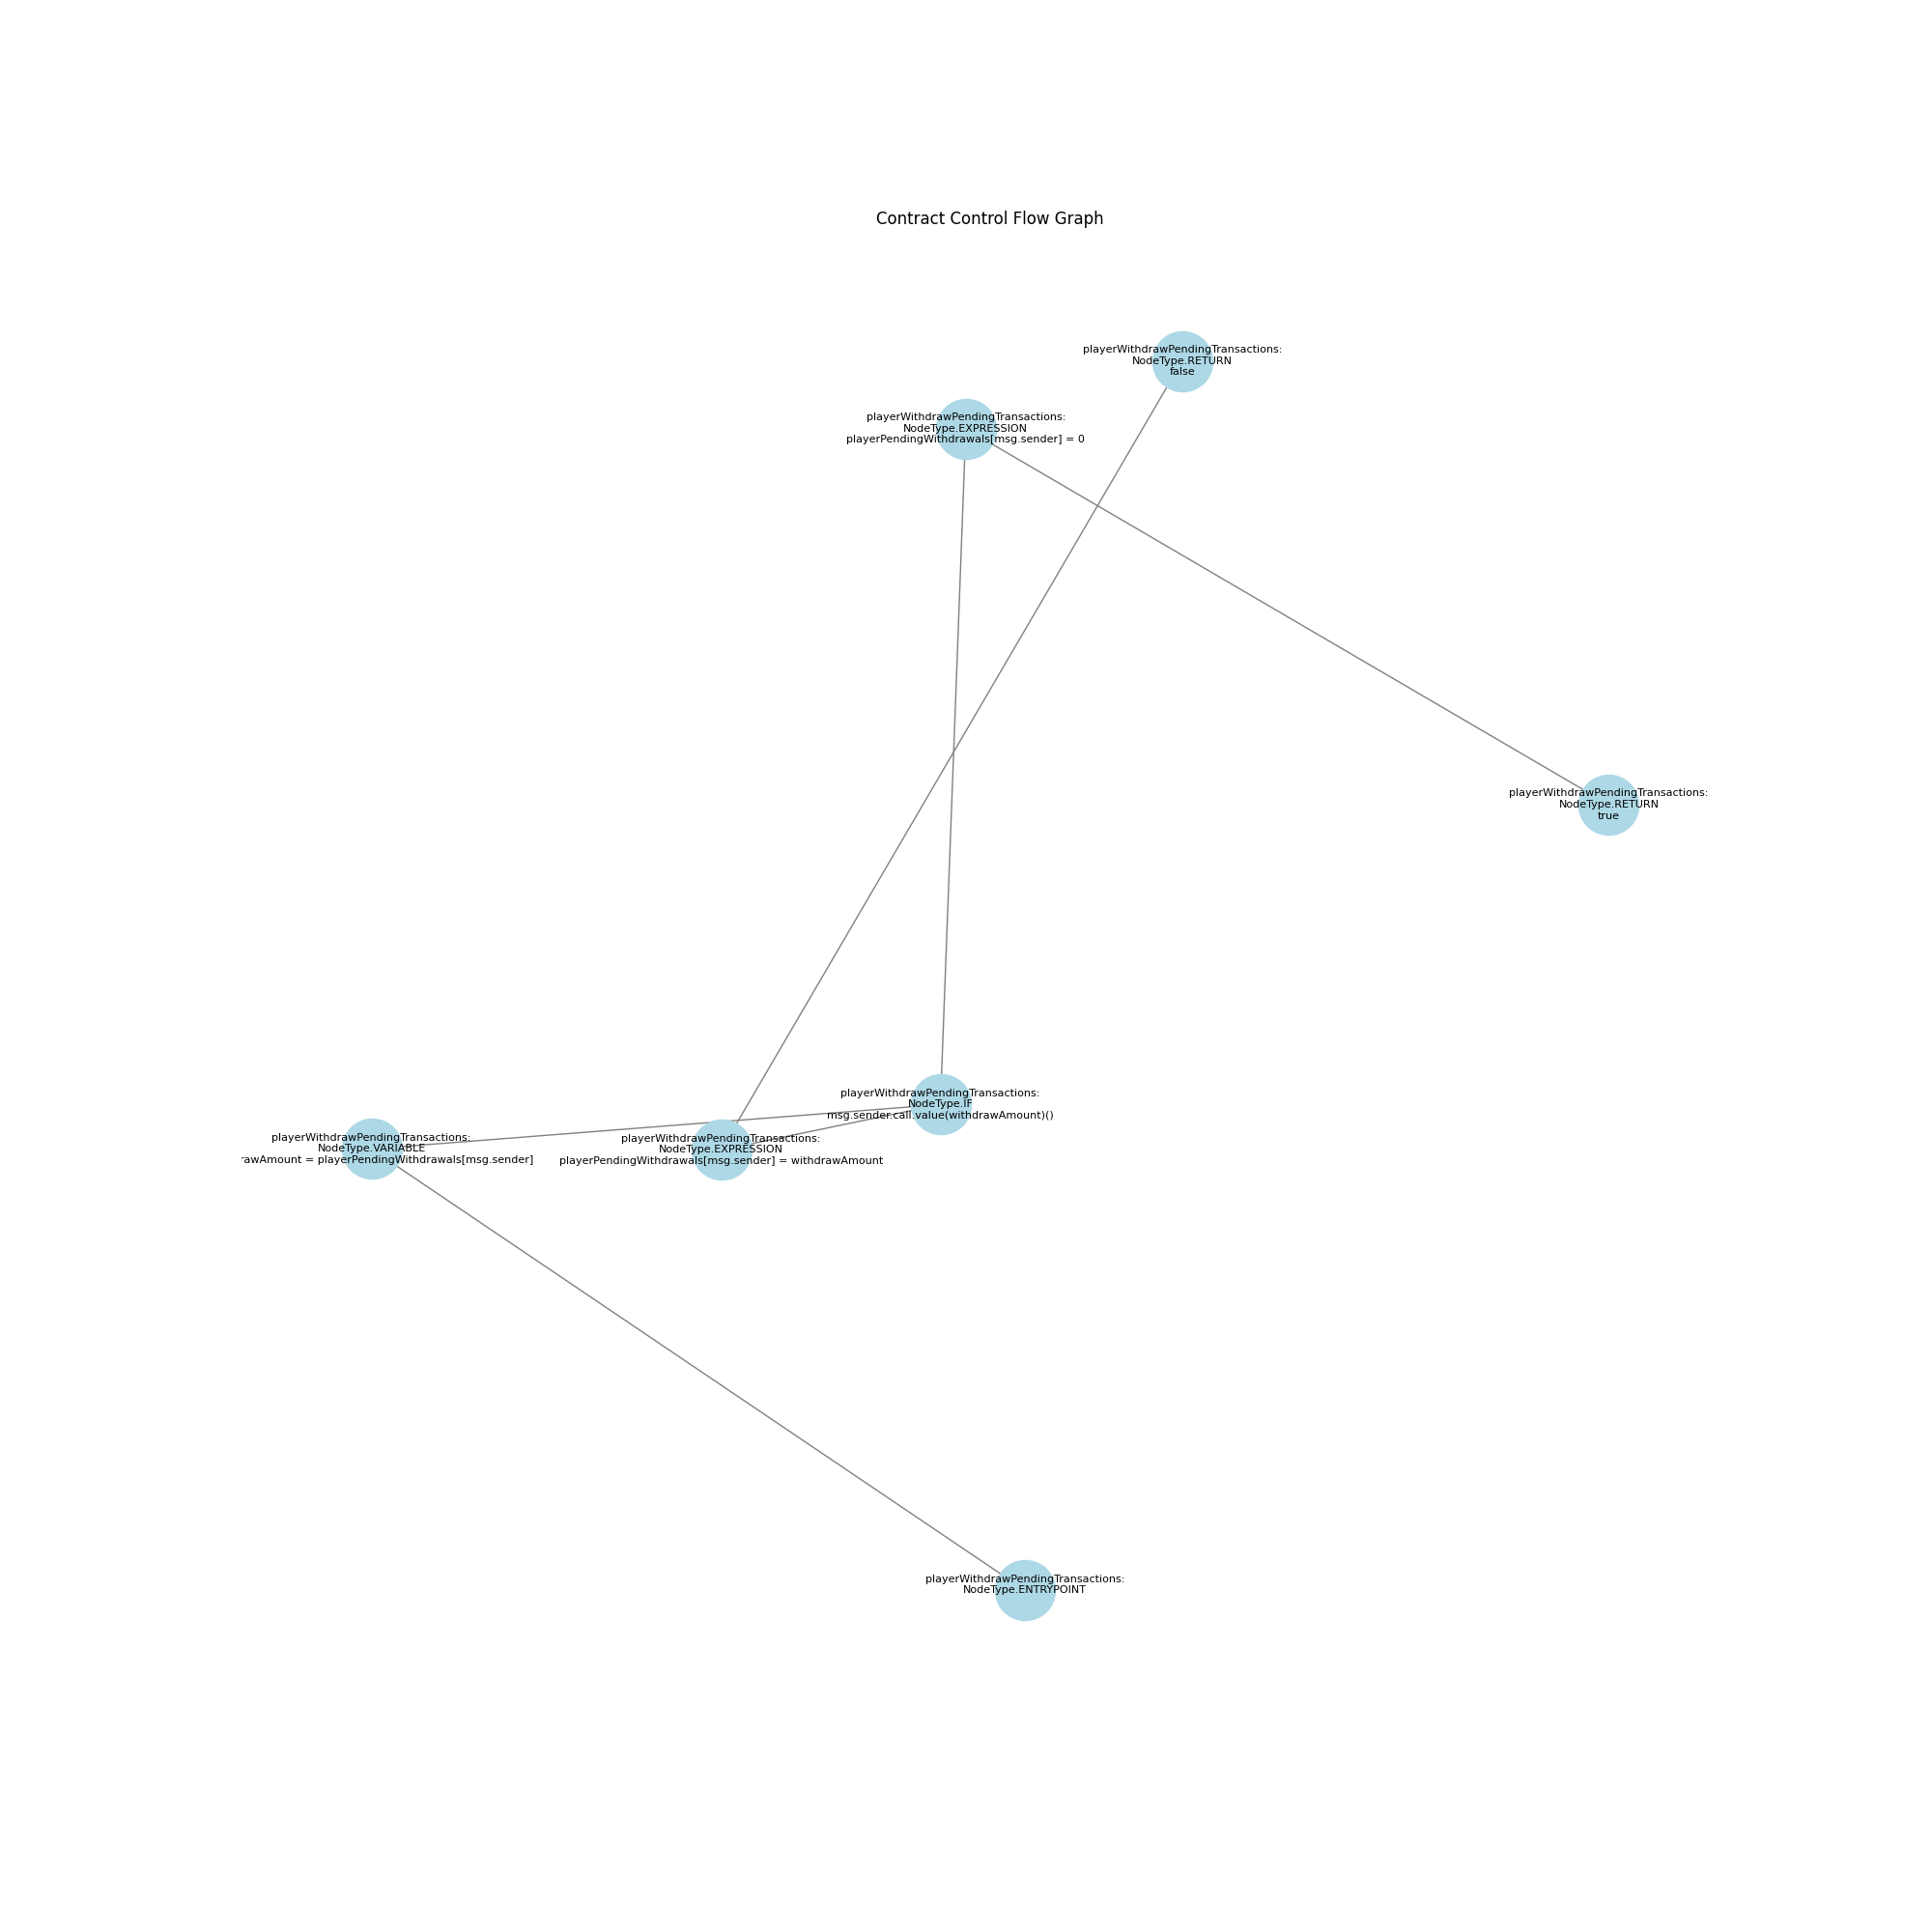 Contract Control Flow Graph
playerWithdrawPendingTransactions:
NodeType.RETURN
false
playerWithdrawPendingTransactions:
NodeType.EXPRESSION
playerPendingWithdrawals[msg.sender] = 0
playerWithdrawPendingTransactions:
NodeType.RETURN
true
playerWithdrawPendingTransactions:
NodeType.IF
msg.sender.call.value(withdrawAmount)()
playerWithdrawPendingTransactions:
NodeType.VARIABLE
rawAmount = playerPendingWithdrawals[msg.sender]
playerWithdrawPendingTransactions:
NodeType.EXPRESSION
playerPendingWithdrawals[msg.sender] = withdrawAmount
playerWithdrawPendingTransactions:
NodeType.ENTRYPOINT